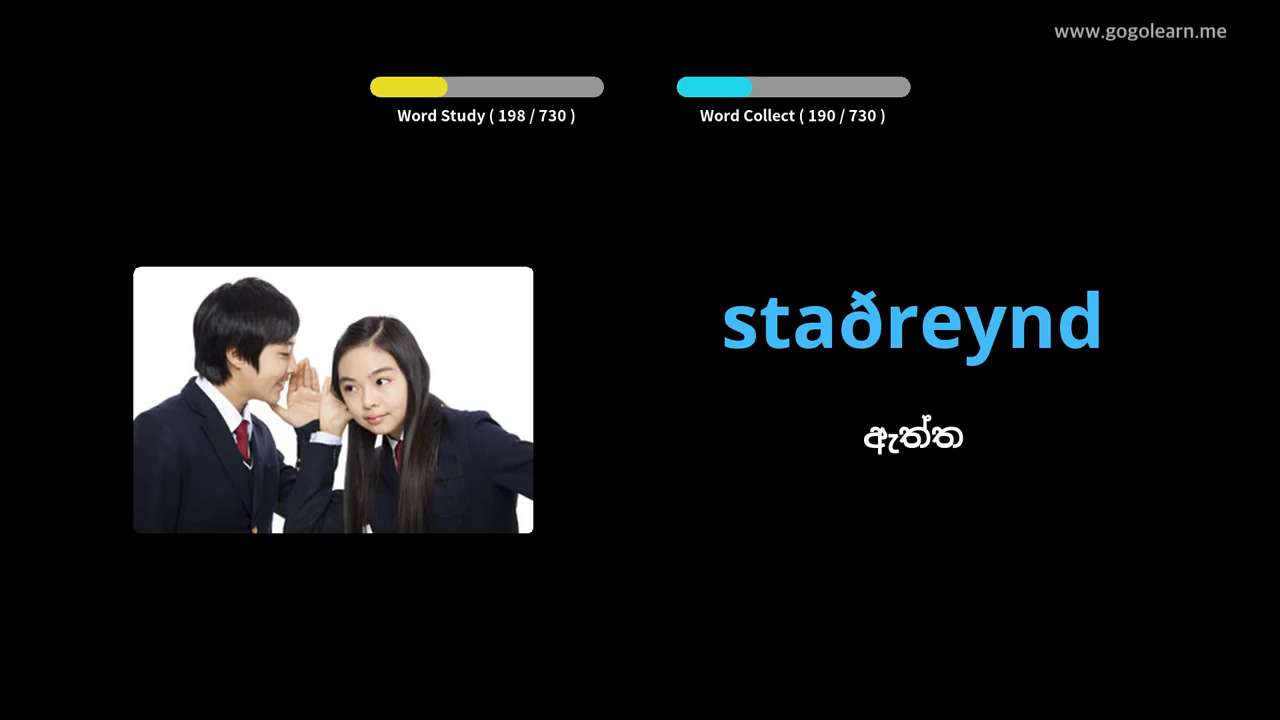 www.gogolearn.me
Word Study ( 198 / 730 )
Word Collect ( 190 / 730 )
staðreynd
ඇත්ත